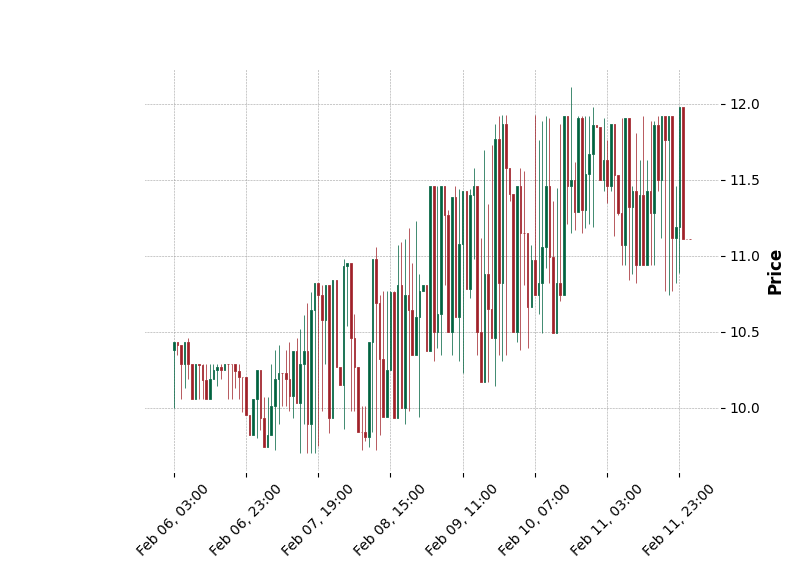 12.0
11.5
11.0
10.5
10.0
Price
Feb 06, 03:00
Feb 06, 23:00
Feb 07, 19:00
Feb 08, 15:00
Feb 09, 11:00
Feb 10, 07:00
Feb 11, 03:00
Feb 11, 23:00